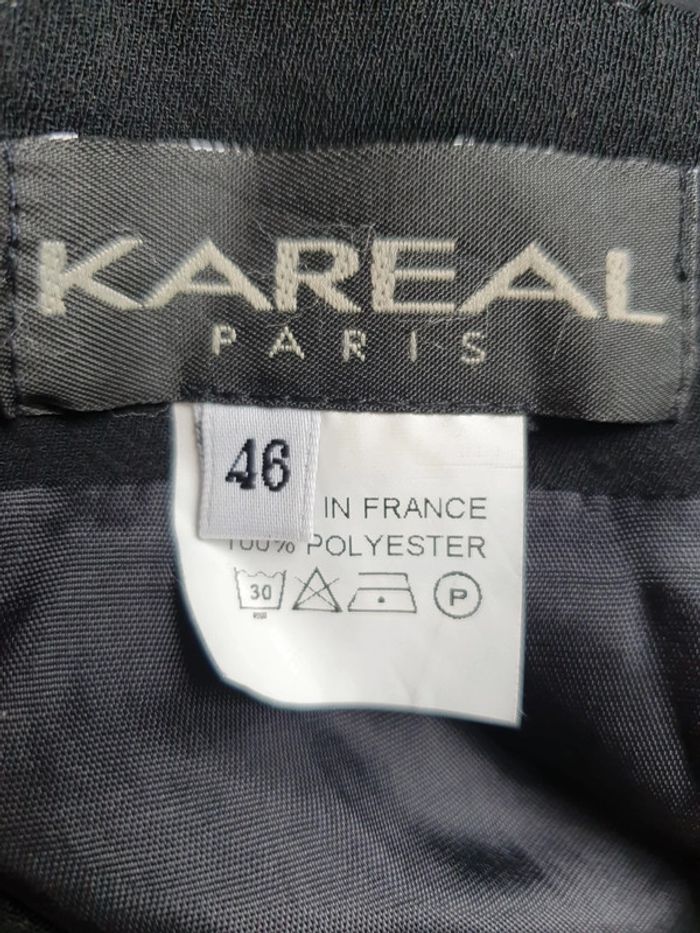 KAREAL
PARIS
46
IN FRANCE
100% POLYESTER
30
P